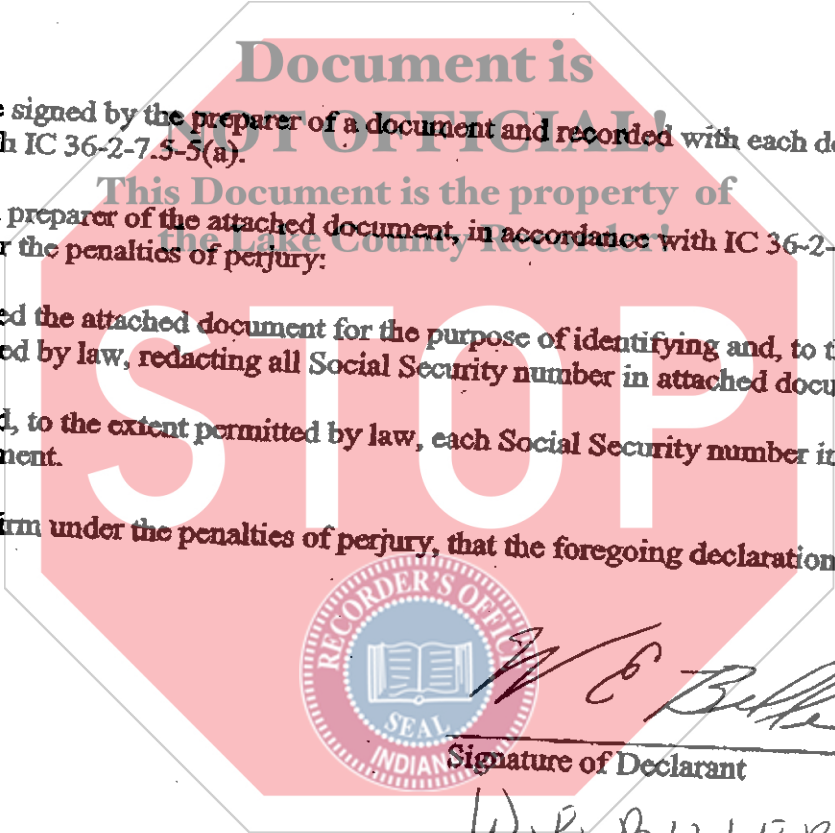 Document is
e signed by the preparer of a document and recorded with each do
NOT OFFICIAL!
h IC 36-2-7.5-5(a).
This Document is the property of
preparer of the attached document, in accordance with IC 36-2-
the Lake County Recorder!
r the penalties of perjury:
ed the attached document for the purpose of identifying and, to t
ed by law, redacting all Social Security number in attached docu
STOP
d, to the extent permitted by law, each Social Security number in
ment.
irm under the penalties of perjury, that the foregoing declaration
RECORDER'S OFFIC
SEAL
INDIANA
W E
Signature of Declarant